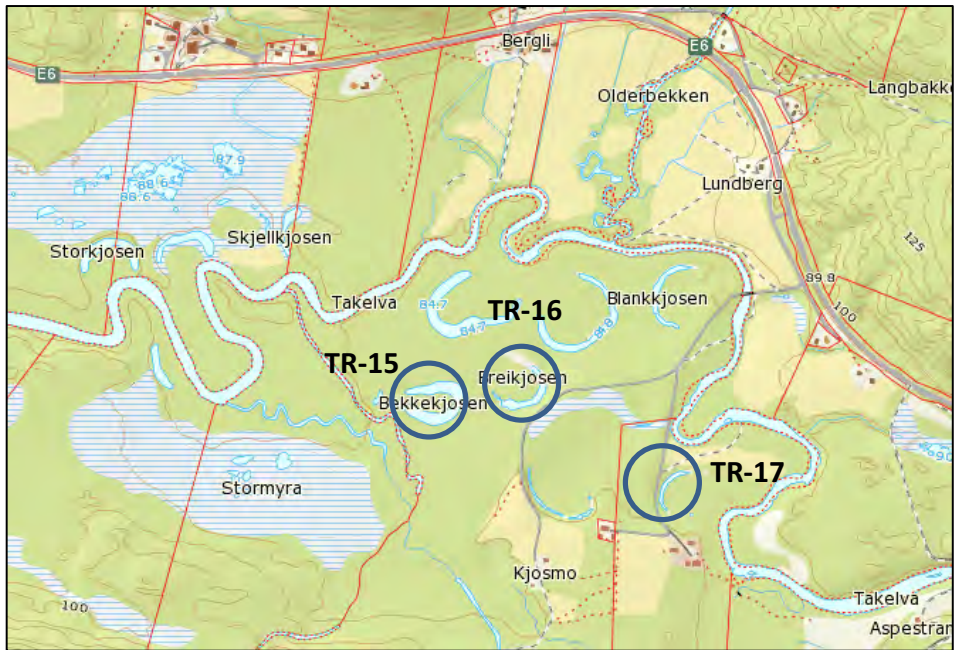 E6
Bergli
E6
Langbakk
Olderbekken
87.9
88.6
88.6
Lundberg
Skjellkjosen
Storkjosen
125
89.8
Takelva
84.7
84.7
TR-16
Blankkjosen
100
TR-15
Breikjosen
Bekkekjosen
TR-17
Stormyra
Kjosmo
100
Takelva
Aspestran